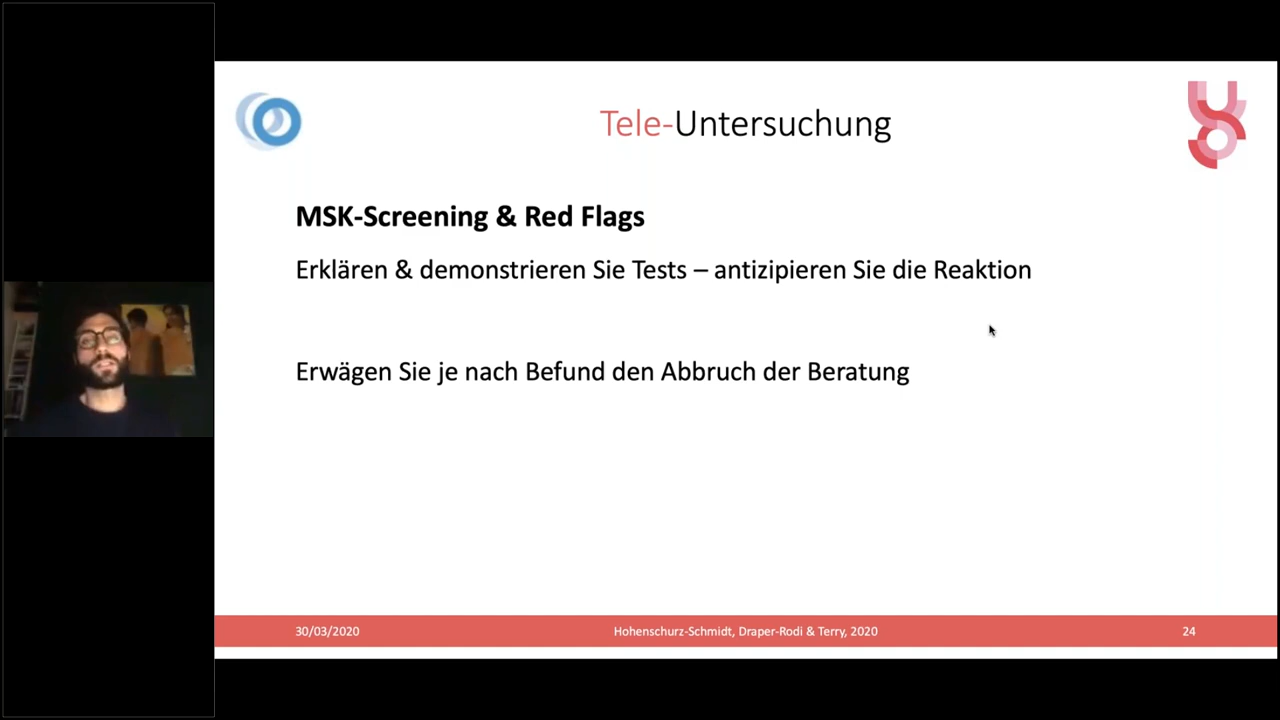 Tele-Untersuchung
MSK-Screening & Red Flags
Erklären & demonstrieren Sie Tests – antizipieren Sie die Reaktion
Erwägen Sie je nach Befund den Abbruch der Beratung
30/03/2020
Hohenschurz-Schmidt, Draper-Rodi & Terry, 2020
24